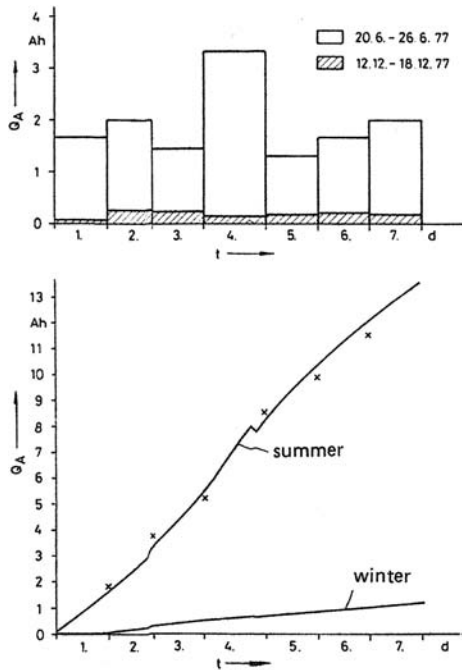 4
Ah
3
Q_A
2
1
0
20.6.–26.6.77
12.12.–18.12.77
1. 2. 3. 4. 5. 6. 7. d
t
13
Ah
11
10
9
Q_A
8
7
6
5
4
3
2
1
0
summer
winter
1. 2. 3. 4. 5. 6. 7. d
t